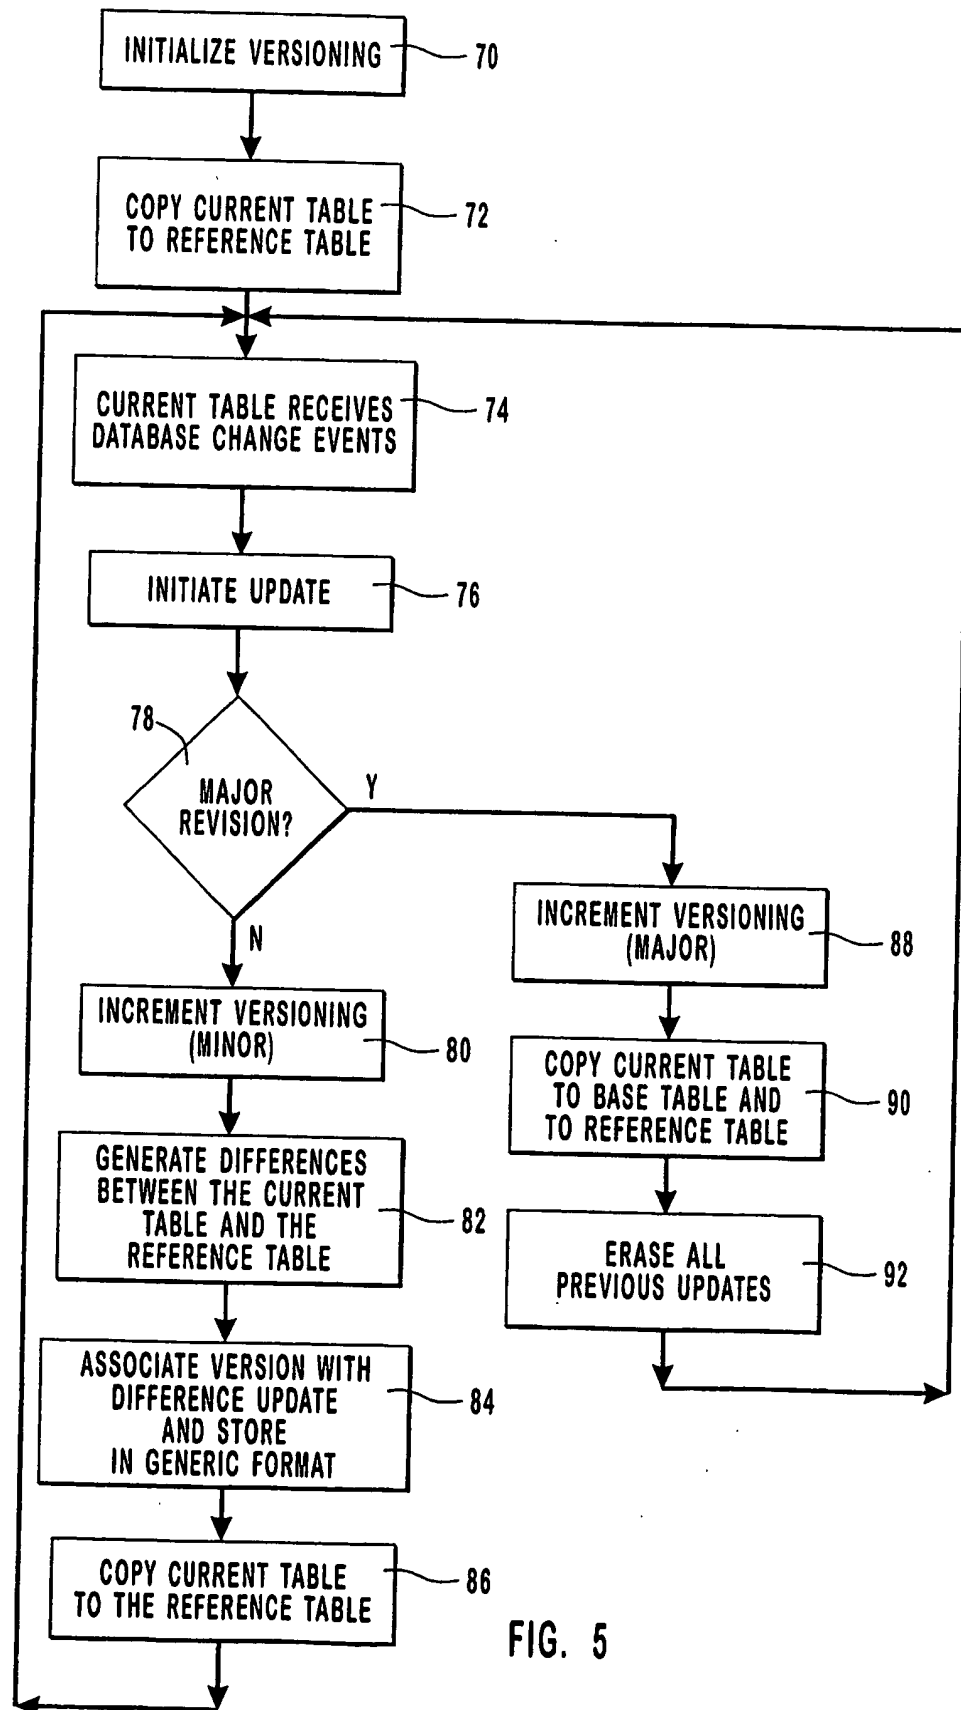 INITIALIZE VERSIONING
70
COPY CURRENT TABLE
TO REFERENCE TABLE
72
CURRENT TABLE RECEIVES
DATABASE CHANGE EVENTS
74
INITIATE UPDATE
76
78
MAJOR
REVISION?
Y
N
INCREMENT VERSIONING
(MAJOR)
88
INCREMENT VERSIONING
(MINOR)
80
COPY CURRENT TABLE
TO BASE TABLE AND
TO REFERENCE TABLE
90
GENERATE DIFFERENCES
BETWEEN THE CURRENT
TABLE AND THE
REFERENCE TABLE
82
ERASE ALL
PREVIOUS UPDATES
92
ASSOCIATE VERSION WITH
DIFFERENCE UPDATE
AND STORE
IN GENERIC FORMAT
84
COPY CURRENT TABLE
TO THE REFERENCE TABLE
86
FIG. 5